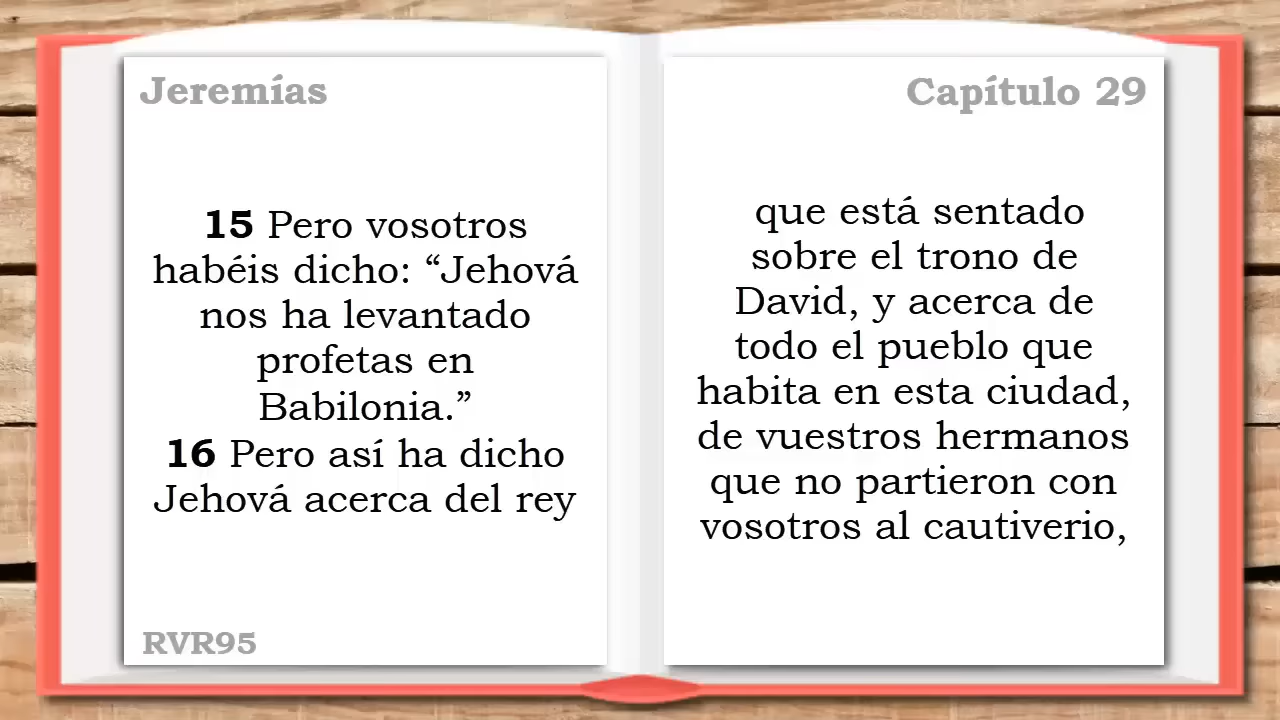 Jeremías
15 Pero vosotros
habéis dicho: “Jehová
nos ha levantado
profetas en
Babilonia.”
16 Pero así ha dicho
Jehová acerca del rey
RVR95
Capítulo 29
que está sentado
sobre el trono de
David, y acerca de
todo el pueblo que
habita en esta ciudad,
de vuestros hermanos
que no partieron con
vosotros al cautiverio,